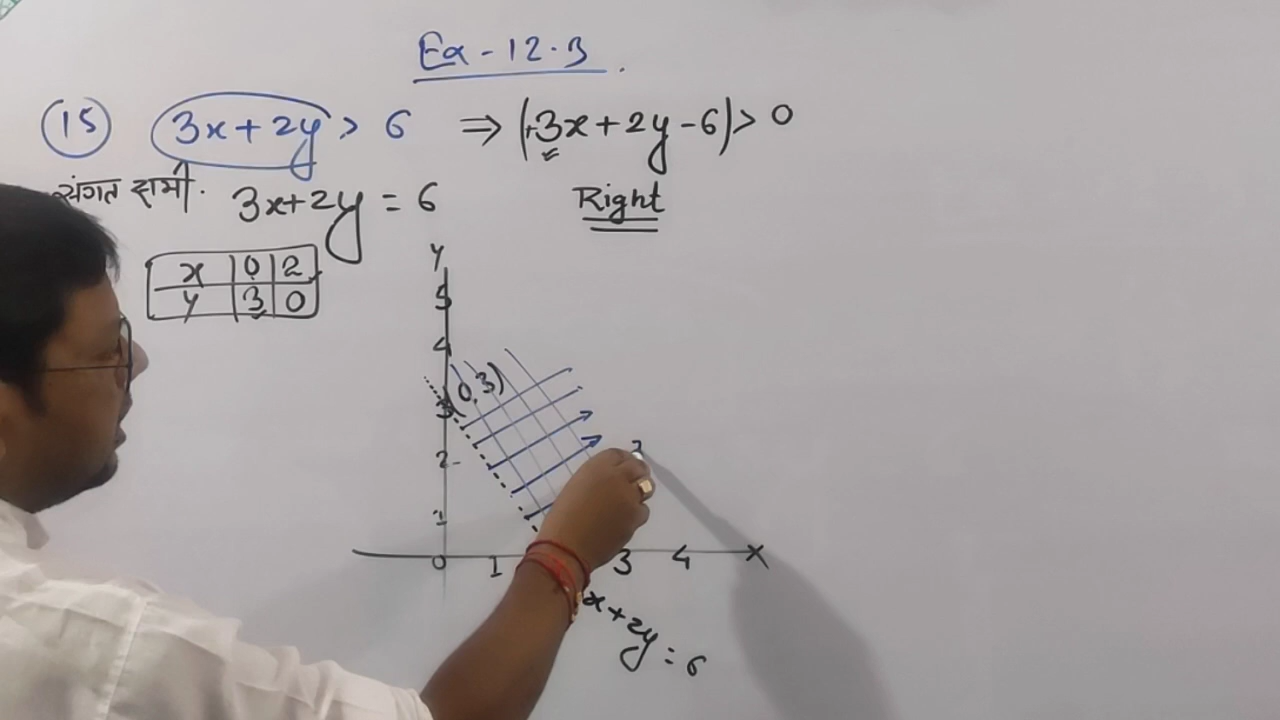 Ex-12.3.
15 3x+2y > 6 ⇒ (+3x+2y-6) > 0
संगत
3x+2y = 6
Right
x 0 2
y 3 0
y
5
4
(0,3)
3
2
1
0 1 3 4 x
x+2y = 6